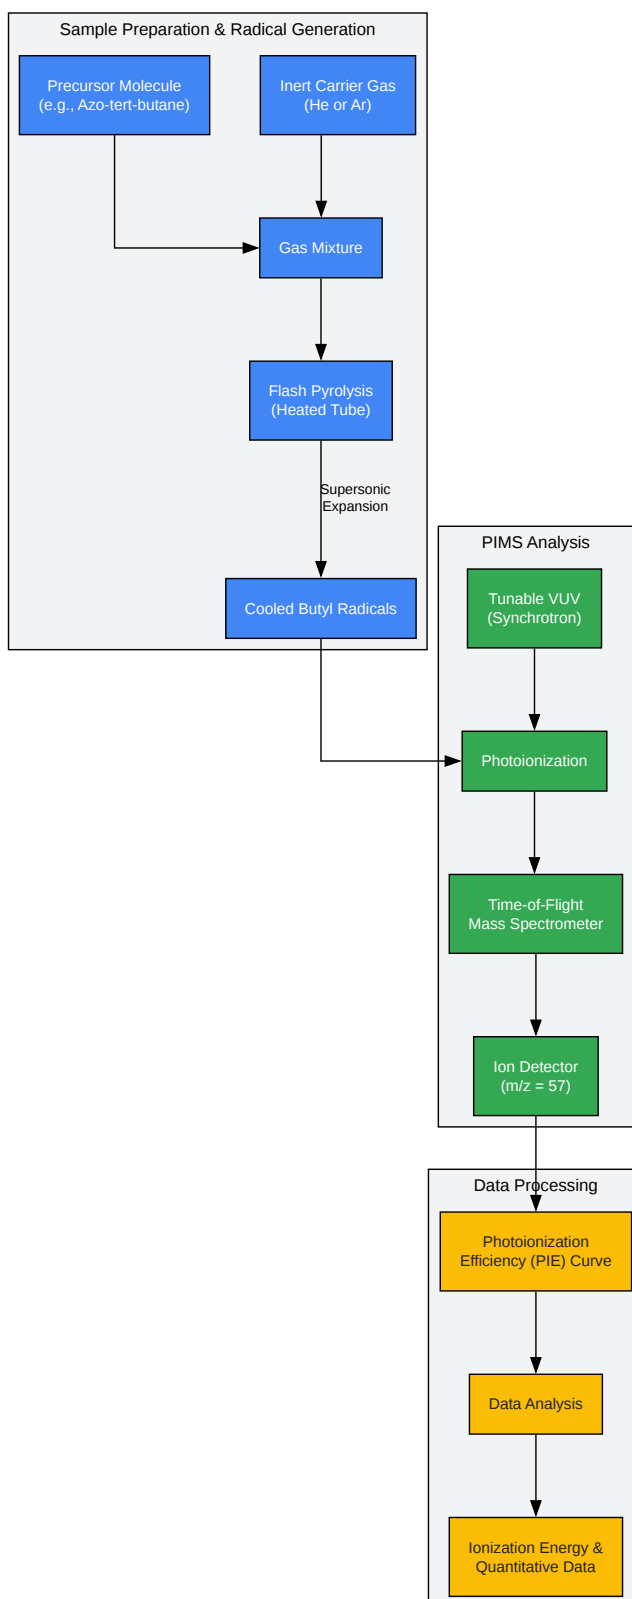 Sample Preparation & Radical Generation
Precursor Molecule
(e.g., Azo-tert-butane)
Inert Carrier Gas
(He or Ar)
Gas Mixture
Flash Pyrolysis
(Heated Tube)
Supersonic
Expansion
Cooled Butyl Radicals
PIMS Analysis
Tunable VUV
(Synchrotron)
Photoionization
Time-of-Flight
Mass Spectrometer
Ion Detector
(m/z = 57)
Data Processing
Photoionization
Efficiency (PIE) Curve
Data Analysis
Ionization Energy &
Quantitative Data